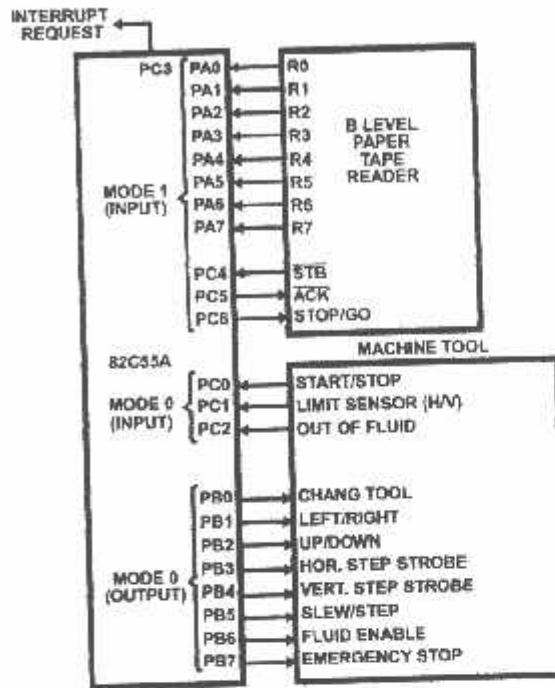 INTERRUPT
REQUEST
PC3 PA0 R0
PA1 R1
PA2 R2
PA3 R3
PA4 R4
PA5 R5
PA6 R6
PA7 R7
MODE 1
(INPUT)
B LEVEL
PAPER
TAPE
READER
PC4 STB
PC5 ACK
PC6 STOP/GO
MACHINE TOOL
82C55A
MODE 0
(INPUT)
PC0 START/STOP
PC1 LIMIT SENSOR (H/V)
PC2 OUT OF FLUID
MODE 0
(OUTPUT)
PB0 CHANG TOOL
PB1 LEFT/RIGHT
PB2 UP/DOWN
PB3 HOR. STEP STROBE
PB4 VERT. STEP STROBE
PB5 SLEW/STEP
PB6 FLUID ENABLE
PB7 EMERGENCY STOP